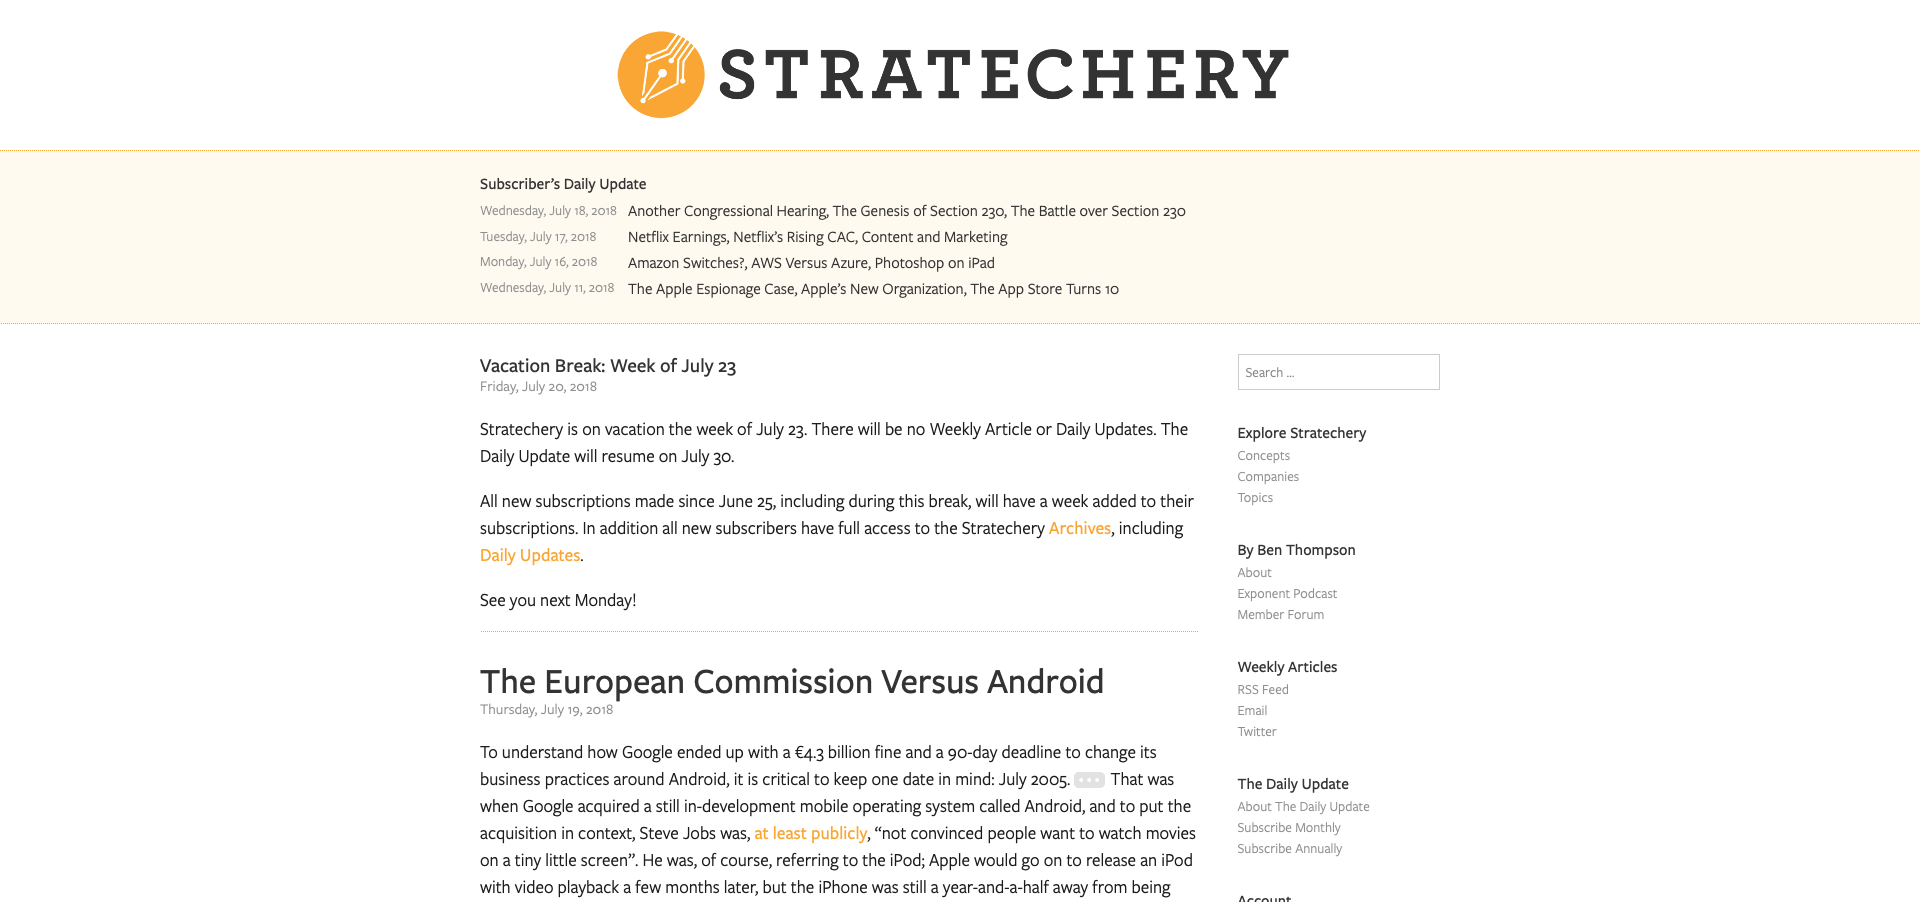 STRATECHERY
Subscriber’s Daily Update
Wednesday, July 18, 2018 Another Congressional Hearing, The Genesis of Section 230, The Battle over Section 230
Tuesday, July 17, 2018 Netflix Earnings, Netflix’s Rising CAC, Content and Marketing
Monday, July 16, 2018 Amazon Switches?, AWS Versus Azure, Photoshop on iPad
Wednesday, July 11, 2018 The Apple Espionage Case, Apple’s New Organization, The App Store Turns 10
Vacation Break: Week of July 23
Friday, July 20, 2018
Stratechery is on vacation the week of July 23. There will be no Weekly Article or Daily Updates. The
Daily Update will resume on July 30.
All new subscriptions made since June 25, including during this break, will have a week added to their
subscriptions. In addition all new subscribers have full access to the Stratechery Archives, including
Daily Updates.
See you next Monday!
The European Commission Versus Android
Thursday, July 19, 2018
To understand how Google ended up with a €4.3 billion fine and a 90-day deadline to change its
business practices around Android, it is critical to keep one date in mind: July 2005. ••• That was
when Google acquired a still in-development mobile operating system called Android, and to put the
acquisition in context, Steve Jobs was, at least publicly, “not convinced people want to watch movies
on a tiny little screen”. He was, of course, referring to the iPod; Apple would go on to release an iPod
with video playback a few months later, but the iPhone was still a year-and-a-half away from being
Search ...
Explore Stratechery
Concepts
Companies
Topics
By Ben Thompson
About
Exponent Podcast
Member Forum
Weekly Articles
RSS Feed
Email
Twitter
The Daily Update
About The Daily Update
Subscribe Monthly
Subscribe Annually
Account